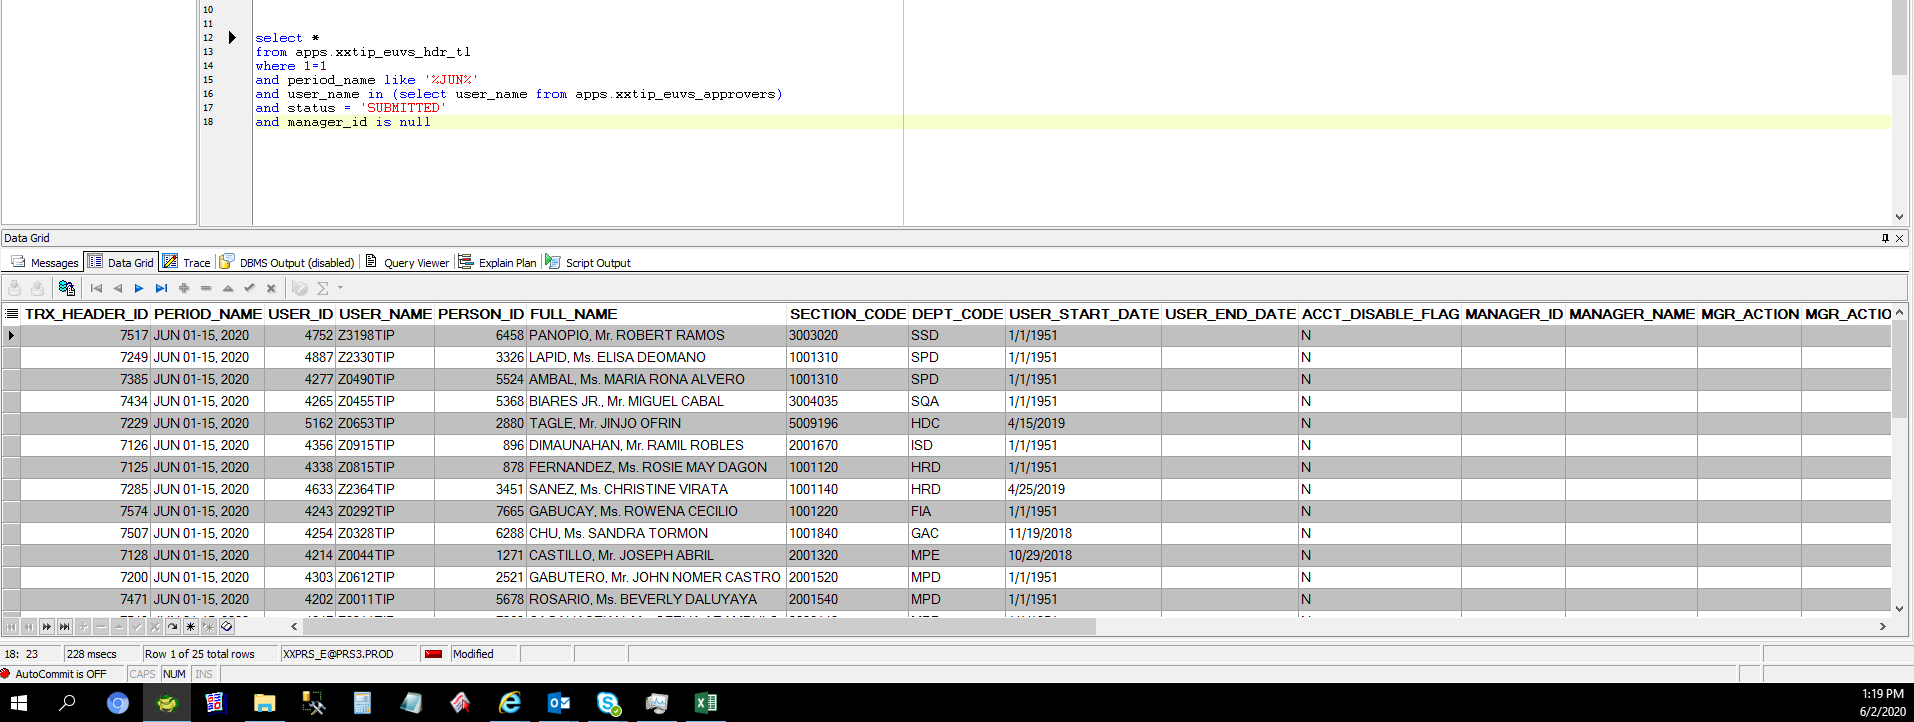 10
11
12 select *
13 from apps.xxtip_euvs_hdr_tl
14 where 1=1
15 and period_name like '%JUN%'
16 and user_name in (select user_name from apps.xxtip_euvs_approvers)
17 and status = 'SUBMITTED'
18 and manager_id is null
Data Grid
Messages Data Grid Trace DBMS Output (disabled) Query Viewer Explain Plan Script Output
TRX_HEADER_ID PERIOD_NAME USER_ID USER_NAME PERSON_ID FULL_NAME SECTION_CODE DEPT_CODE USER_START_DATE USER_END_DATE ACCT_DISABLE_FLAG MANAGER_ID MANAGER_NAME MGR_ACTION MGR_ACTIO
7517 JUN 01-15, 2020 4752 Z3198TIP 6458 PANOPIO, Mr. ROBERT RAMOS 3003020 SSD 1/1/1951 N
7249 JUN 01-15, 2020 4887 Z2330TIP 3326 LAPID, Ms. ELISA DEOMANO 1001310 SPD 1/1/1951 N
7385 JUN 01-15, 2020 4277 Z0490TIP 5524 AMBAL, Ms. MARIA RONA ALVERO 1001310 SPD 1/1/1951 N
7434 JUN 01-15, 2020 4265 Z0455TIP 5368 BIARES JR., Mr. MIGUEL CABAL 3004035 SQA 1/1/1951 N
7229 JUN 01-15, 2020 5162 Z0653TIP 2880 TAGLE, Mr. JINJO OFRIN 5009196 HDC 4/15/2019 N
7126 JUN 01-15, 2020 4356 Z0915TIP 896 DIMAUNAHAN, Mr. RAMIL ROBLES 2001670 ISD 1/1/1951 N
7125 JUN 01-15, 2020 4338 Z0815TIP 878 FERNANDEZ, Ms. ROSIE MAY DAGON 1001120 HRD 1/1/1951 N
7285 JUN 01-15, 2020 4633 Z2364TIP 3451 SANEZ, Ms. CHRISTINE VIRATA 1001140 HRD 4/25/2019 N
7574 JUN 01-15, 2020 4243 Z0292TIP 7665 GABUCAY, Ms. ROWENA CECILIO 1001220 FIA 1/1/1951 N
7507 JUN 01-15, 2020 4254 Z0328TIP 6288 CHU, Ms. SANDRA TORMON 1001840 GAC 11/19/2018 N
7128 JUN 01-15, 2020 4214 Z0044TIP 1271 CASTILLO, Mr. JOSEPH ABRIL 2001320 MPE 10/29/2018 N
7200 JUN 01-15, 2020 4303 Z0612TIP 2521 GABUTERO, Mr. JOHN NOMER CASTRO 2001520 MPD 1/1/1951 N
7471 JUN 01-15, 2020 4202 Z0011TIP 5678 ROSARIO, Ms. BEVERLY DALUYAYA 2001540 MPD 1/1/1951 N
18: 23 228 msecs Row 1 of 25 total rows XXPRS_E@PRS3.PROD Modified
AutoCommit is OFF CAPS NUM INS
1:19 PM
6/2/2020